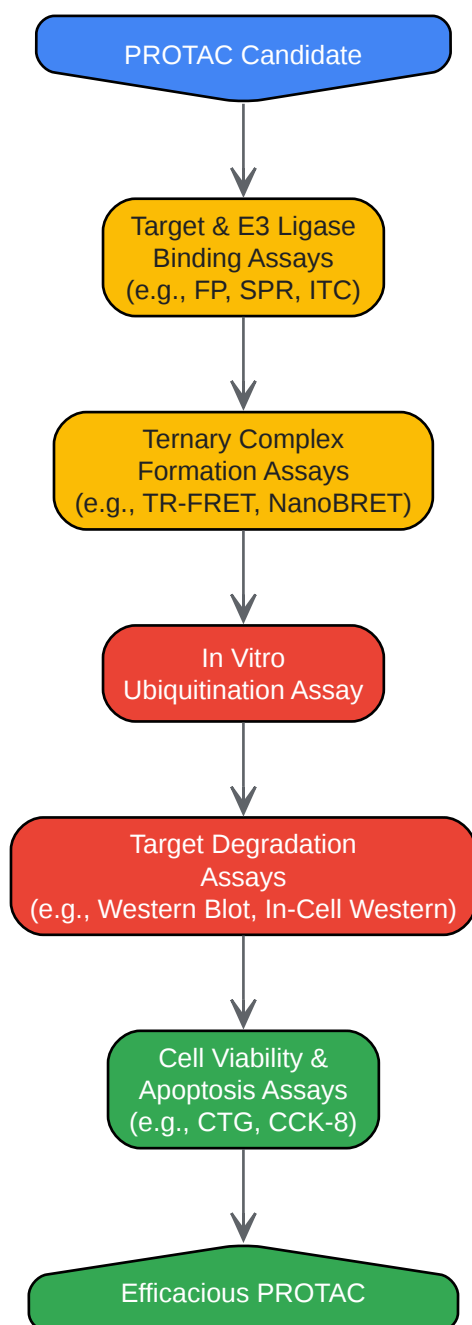 PROTAC Candidate
Target & E3 Ligase
Binding Assays
(e.g., FP, SPR, ITC)
Ternary Complex
Formation Assays
(e.g., TR-FRET, NanoBRET)
In Vitro
Ubiquitination Assay
Target Degradation
Assays
(e.g., Western Blot, In-Cell Western)
Cell Viability &
Apoptosis Assays
(e.g., CTG, CCK-8)
Efficacious PROTAC